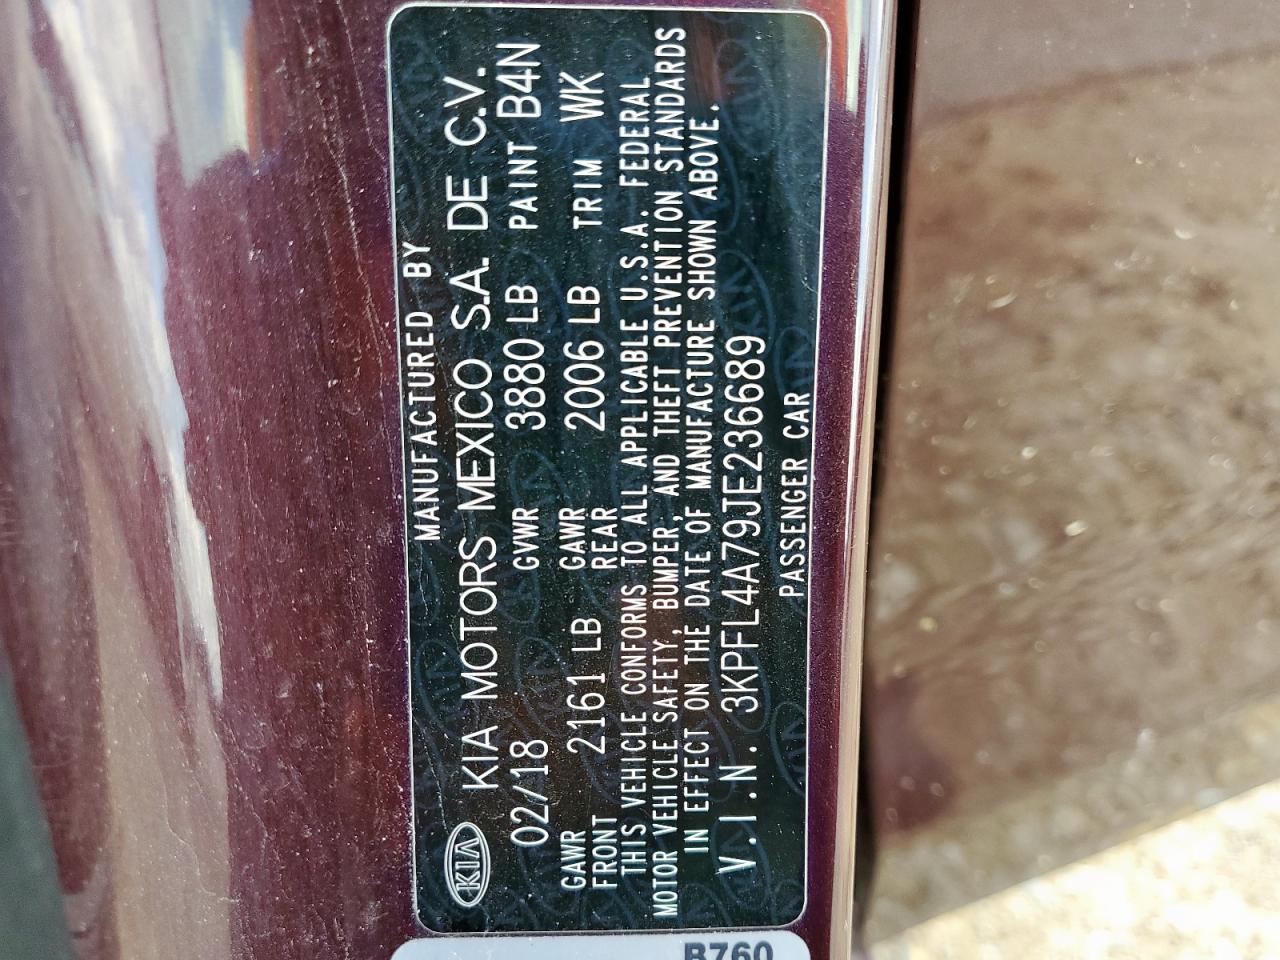 MANUFACTURED BY
KIA KIA MOTORS MEXICO S.A. DE C.V.
02/18 GVWR 3880 LB PAINT B4N
GAWR FRONT 2161 LB GAWR REAR 2006 LB TRIM WK
THIS VEHICLE CONFORMS TO ALL APPLICABLE U.S.A. FEDERAL
MOTOR VEHICLE SAFETY, BUMPER, AND THEFT PREVENTION STANDARDS
IN EFFECT ON THE DATE OF MANUFACTURE SHOWN ABOVE.
V.I.N. 3KPFL4A79JE236689
PASSENGER CAR
B760